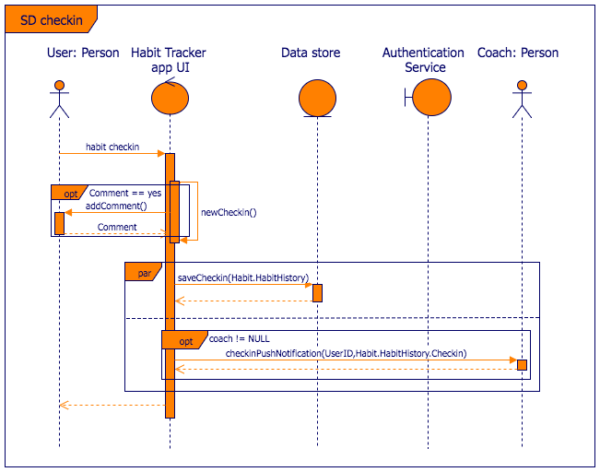 SD checkin
User: Person
Habit Tracker
app UI
Data store
Authentication
Service
Coach: Person
habit checkin
opt
Comment == yes
addComment()
newCheckin()
Comment
par
saveCheckin(Habit.HabitHistory)
opt
coach != NULL
checkinPushNotification(UserID,Habit.HabitHistory.Checkin)